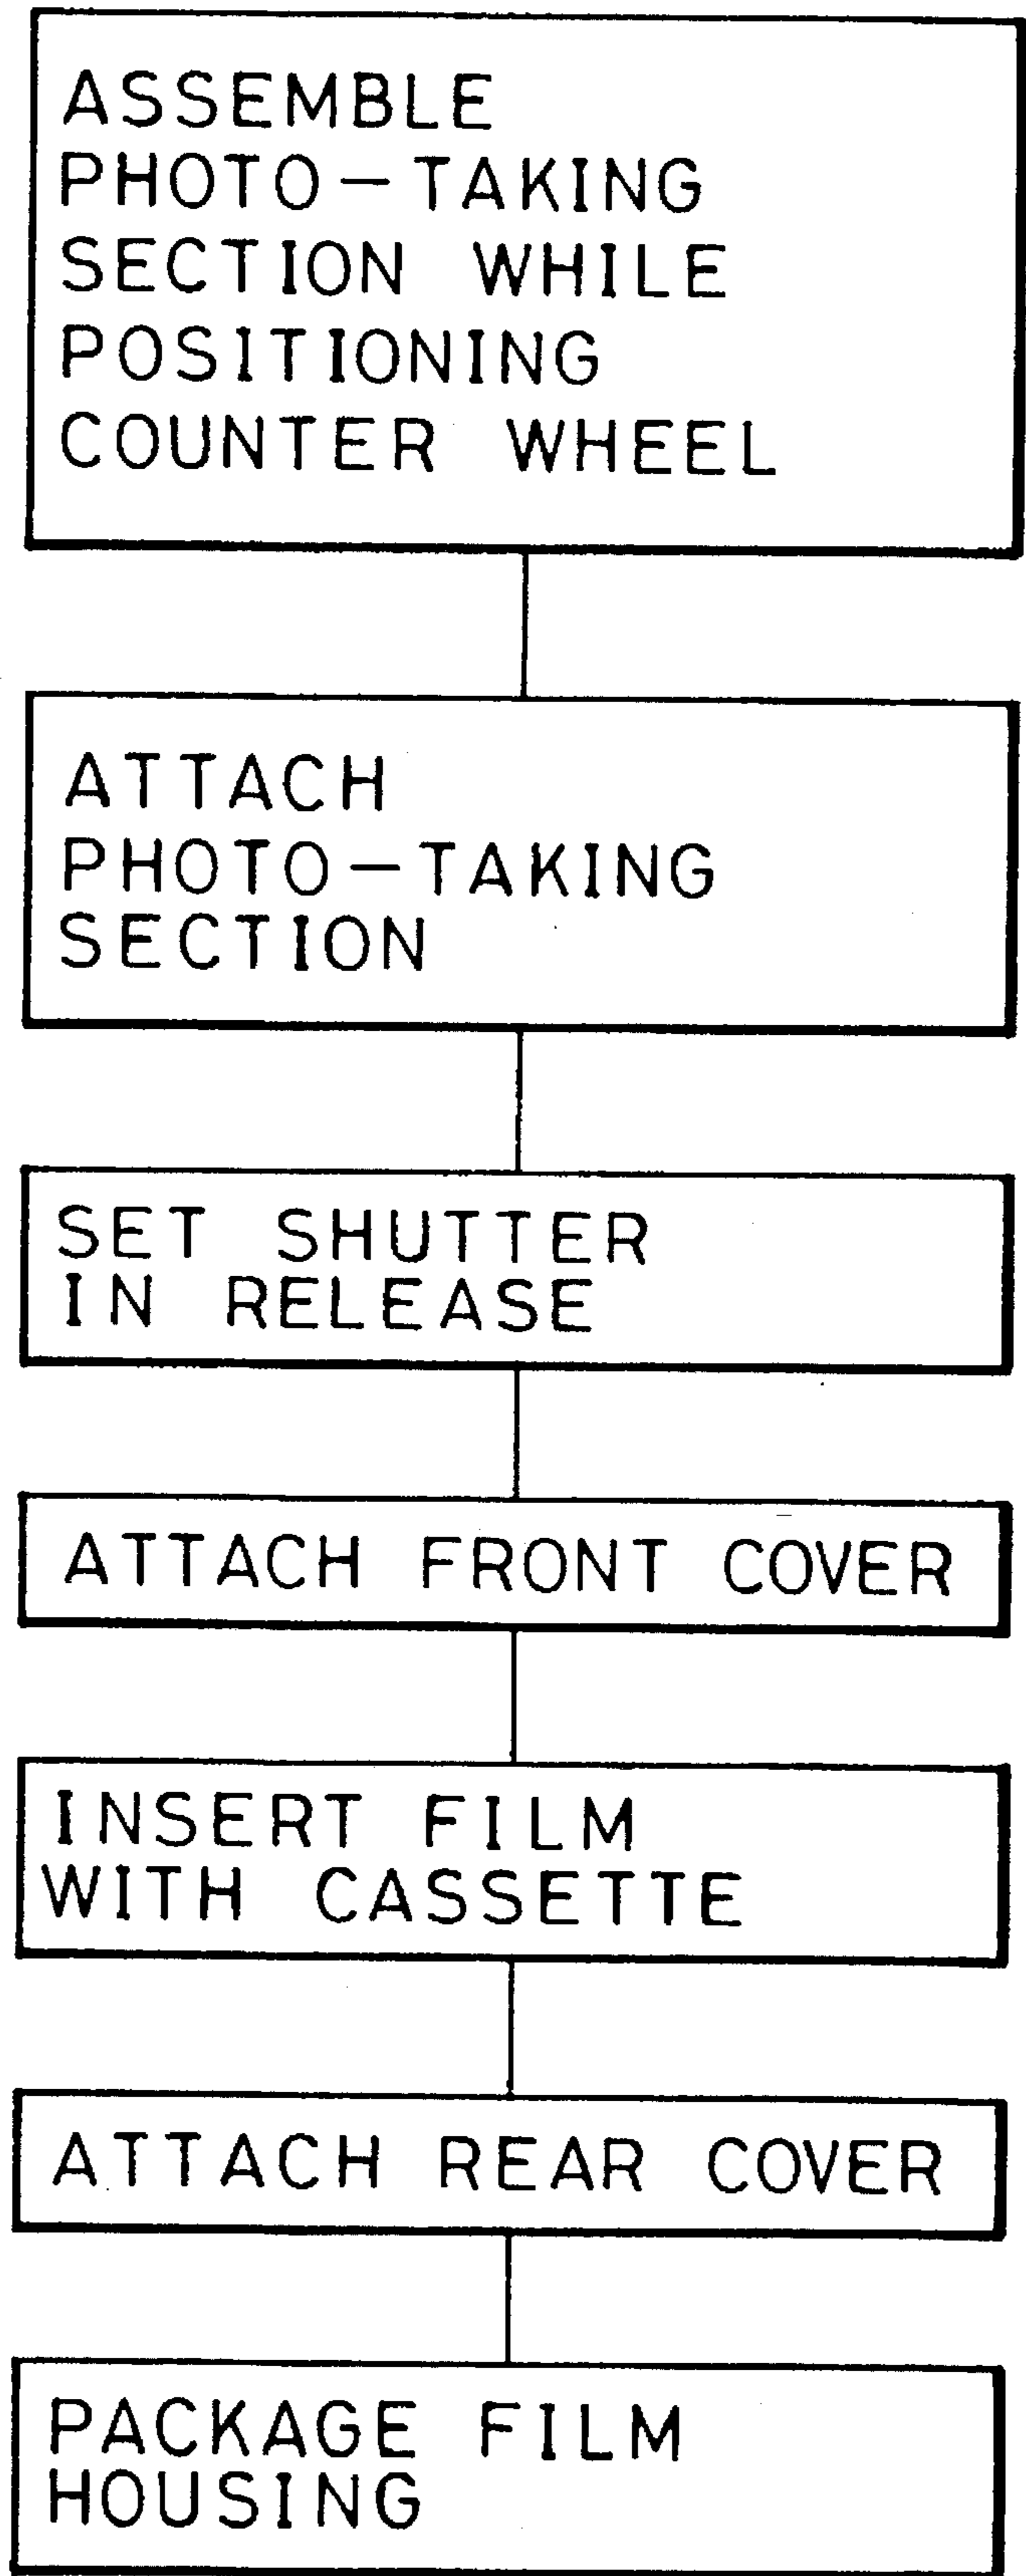 ASSEMBLE
PHOTO-TAKING
SECTION WHILE
POSITIONING
COUNTER WHEEL
ATTACH
PHOTO-TAKING
SECTION
SET SHUTTER
IN RELEASE
ATTACH FRONT COVER
INSERT FILM
WITH CASSETTE
ATTACH REAR COVER
PACKAGE FILM
HOUSING